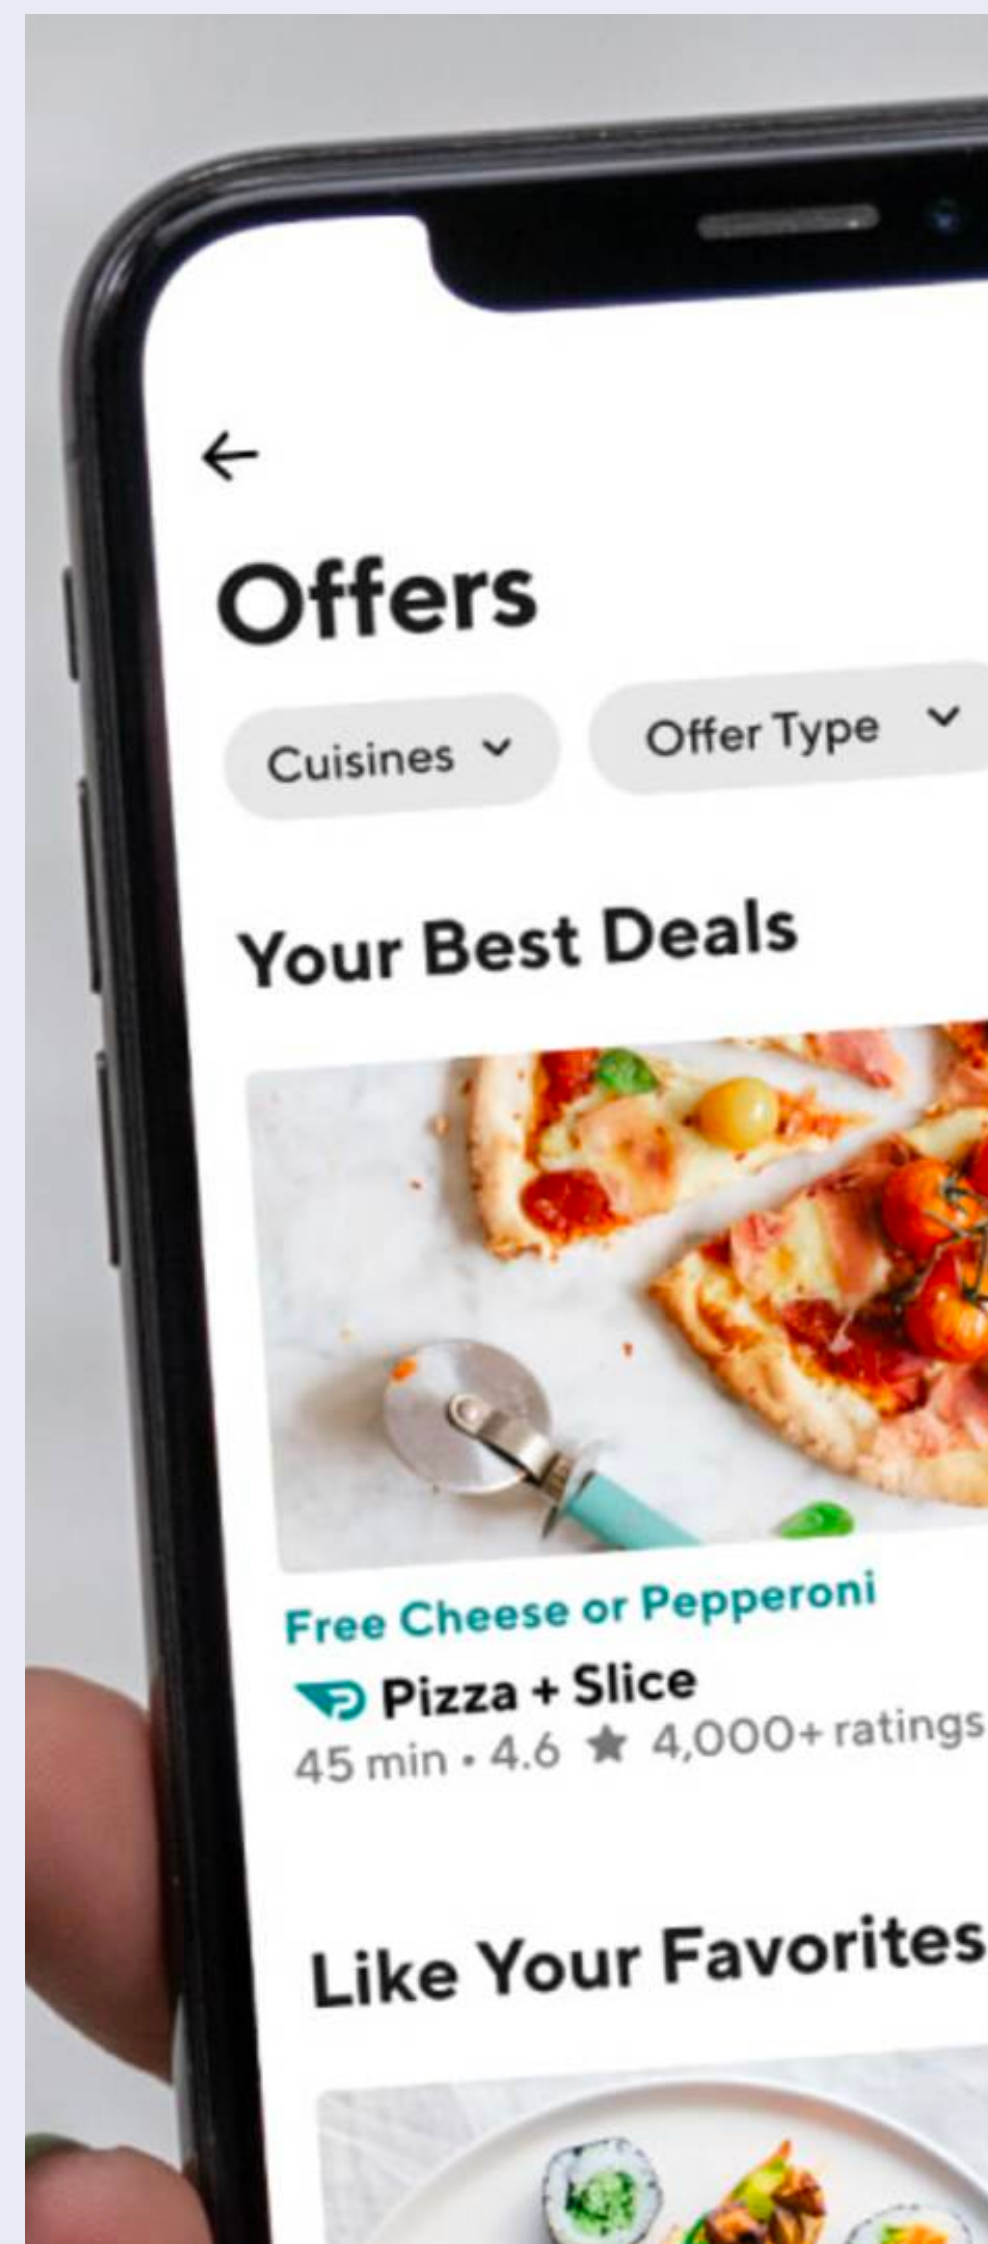 Offers
Cuisines
Offer Type
Your Best Deals
Free Cheese or Pepperoni
Pizza + Slice
45 min • 4.6 ★ 4,000+ ratings
Like Your Favorites